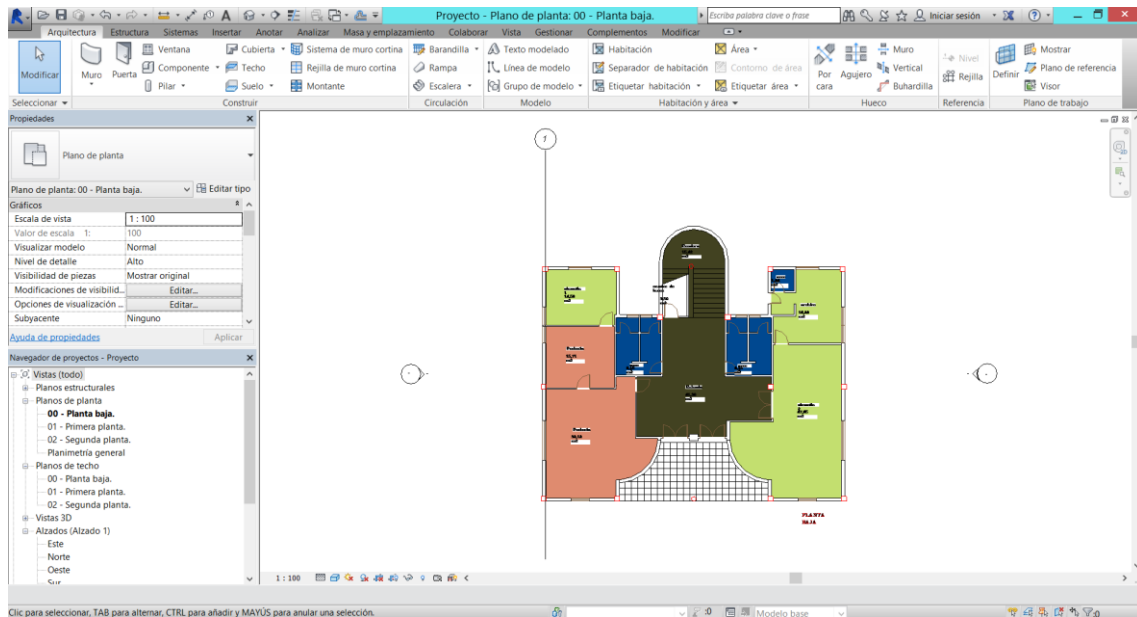 Proyecto - Plano de planta: 00 - Planta baja.
Escriba palabra clave o frase
Iniciar sesión
Arquitectura Estructura Sistemas Insertar Anotar Analizar Masa y emplazamiento Colaborar Vista Gestionar Complementos Modificar
Modificar
Muro
Puerta
Ventana
Componente
Pilar
Cubierta
Techo
Suelo
Sistema de muro cortina
Rejilla de muro cortina
Montante
Barandilla
Rampa
Escalera
Texto modelado
Línea de modelo
Grupo de modelo
Habitación
Separador de habitación
Etiquetar habitación
Área
Contorno de área
Etiquetar área
Por cara
Agujero
Muro
Vertical
Buhardilla
Nivel
Rejilla
Definir
Mostrar
Plano de referencia
Visor
Seleccionar Construir Circulación Modelo Habitación y área Hueco Referencia Plano de trabajo
Propiedades
Plano de planta
Plano de planta: 00 - Planta baja. Editar tipo
Gráficos
Escala de vista 1 : 100
Valor de escala 1: 100
Visualizar modelo Normal
Nivel de detalle Alto
Visibilidad de piezas Mostrar original
Modificaciones de visibilid... Editar...
Opciones de visualización ... Editar...
Subyacente Ninguno
Ayuda de propiedades Aplicar
Navegador de proyectos - Proyecto
Vistas (todo)
Planos estructurales
Planos de planta
00 - Planta baja.
01 - Primera planta.
02 - Segunda planta.
Planimetría general
Planos de techo
00 - Planta baja.
01 - Primera planta.
02 - Segunda planta.
Vistas 3D
Alzados (Alzado 1)
Este
Norte
Oeste
Sur
1
PLANTA
BAJA
1 : 100
Clic para seleccionar, TAB para alternar, CTRL para añadir y MAYÚS para anular una selección.
:0
Modelo base
:0